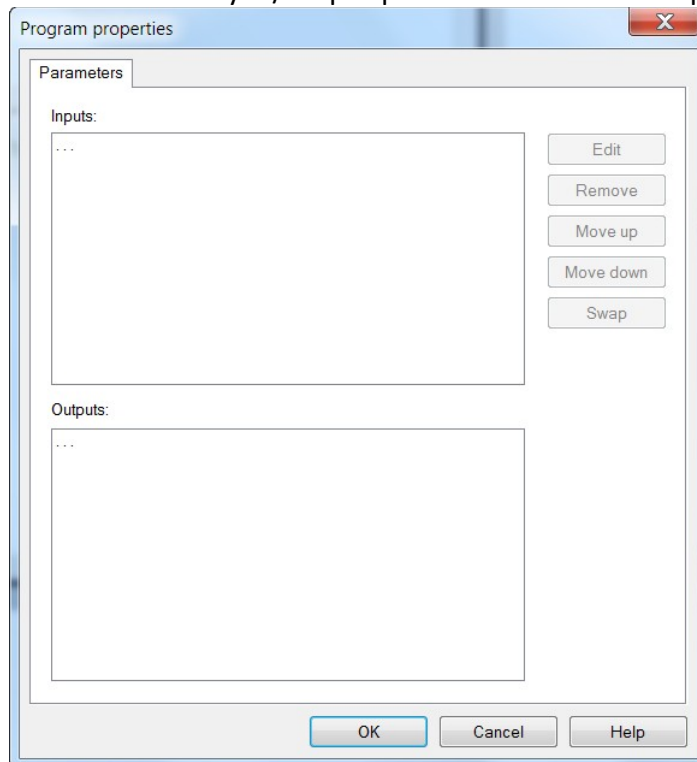 Program properties
X
Parameters
Inputs:
...
Edit
Remove
Move up
Move down
Swap
Outputs:
...
OK
Cancel
Help